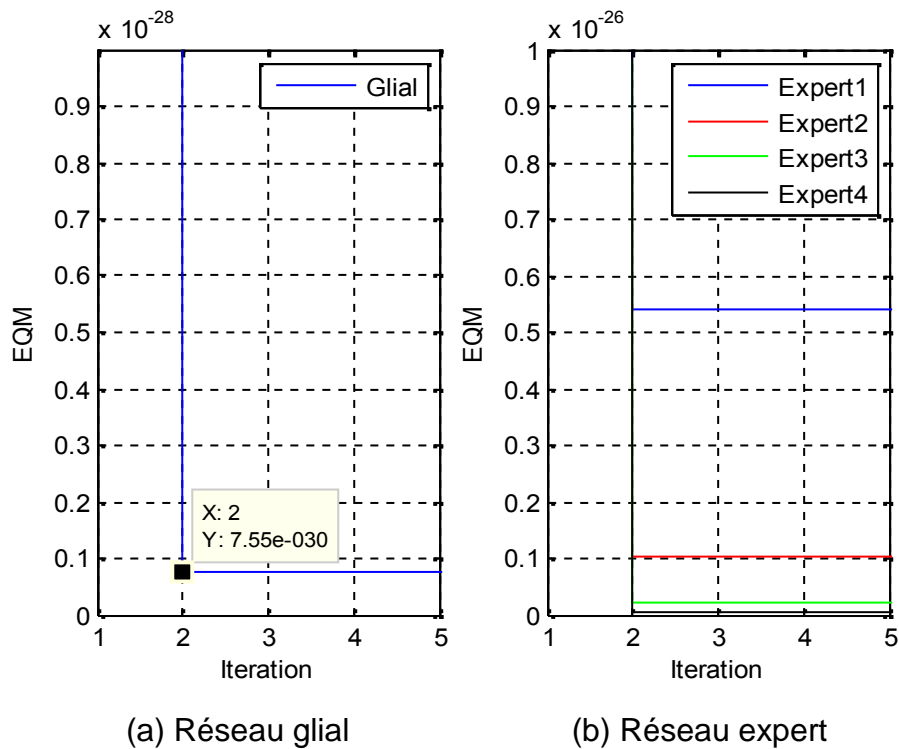 x 10-28
0.9
0.8
0.7
0.6
0.5
0.4
0.3
0.2
0.1
0
EQM
1 2 3 4 5
Iteration
Glial
X: 2
Y: 7.55e-030
(a) Réseau glial
x 10-26
1
0.9
0.8
0.7
0.6
0.5
0.4
0.3
0.2
0.1
0
EQM
1 2 3 4 5
Iteration
Expert1
Expert2
Expert3
Expert4
(b) Réseau expert